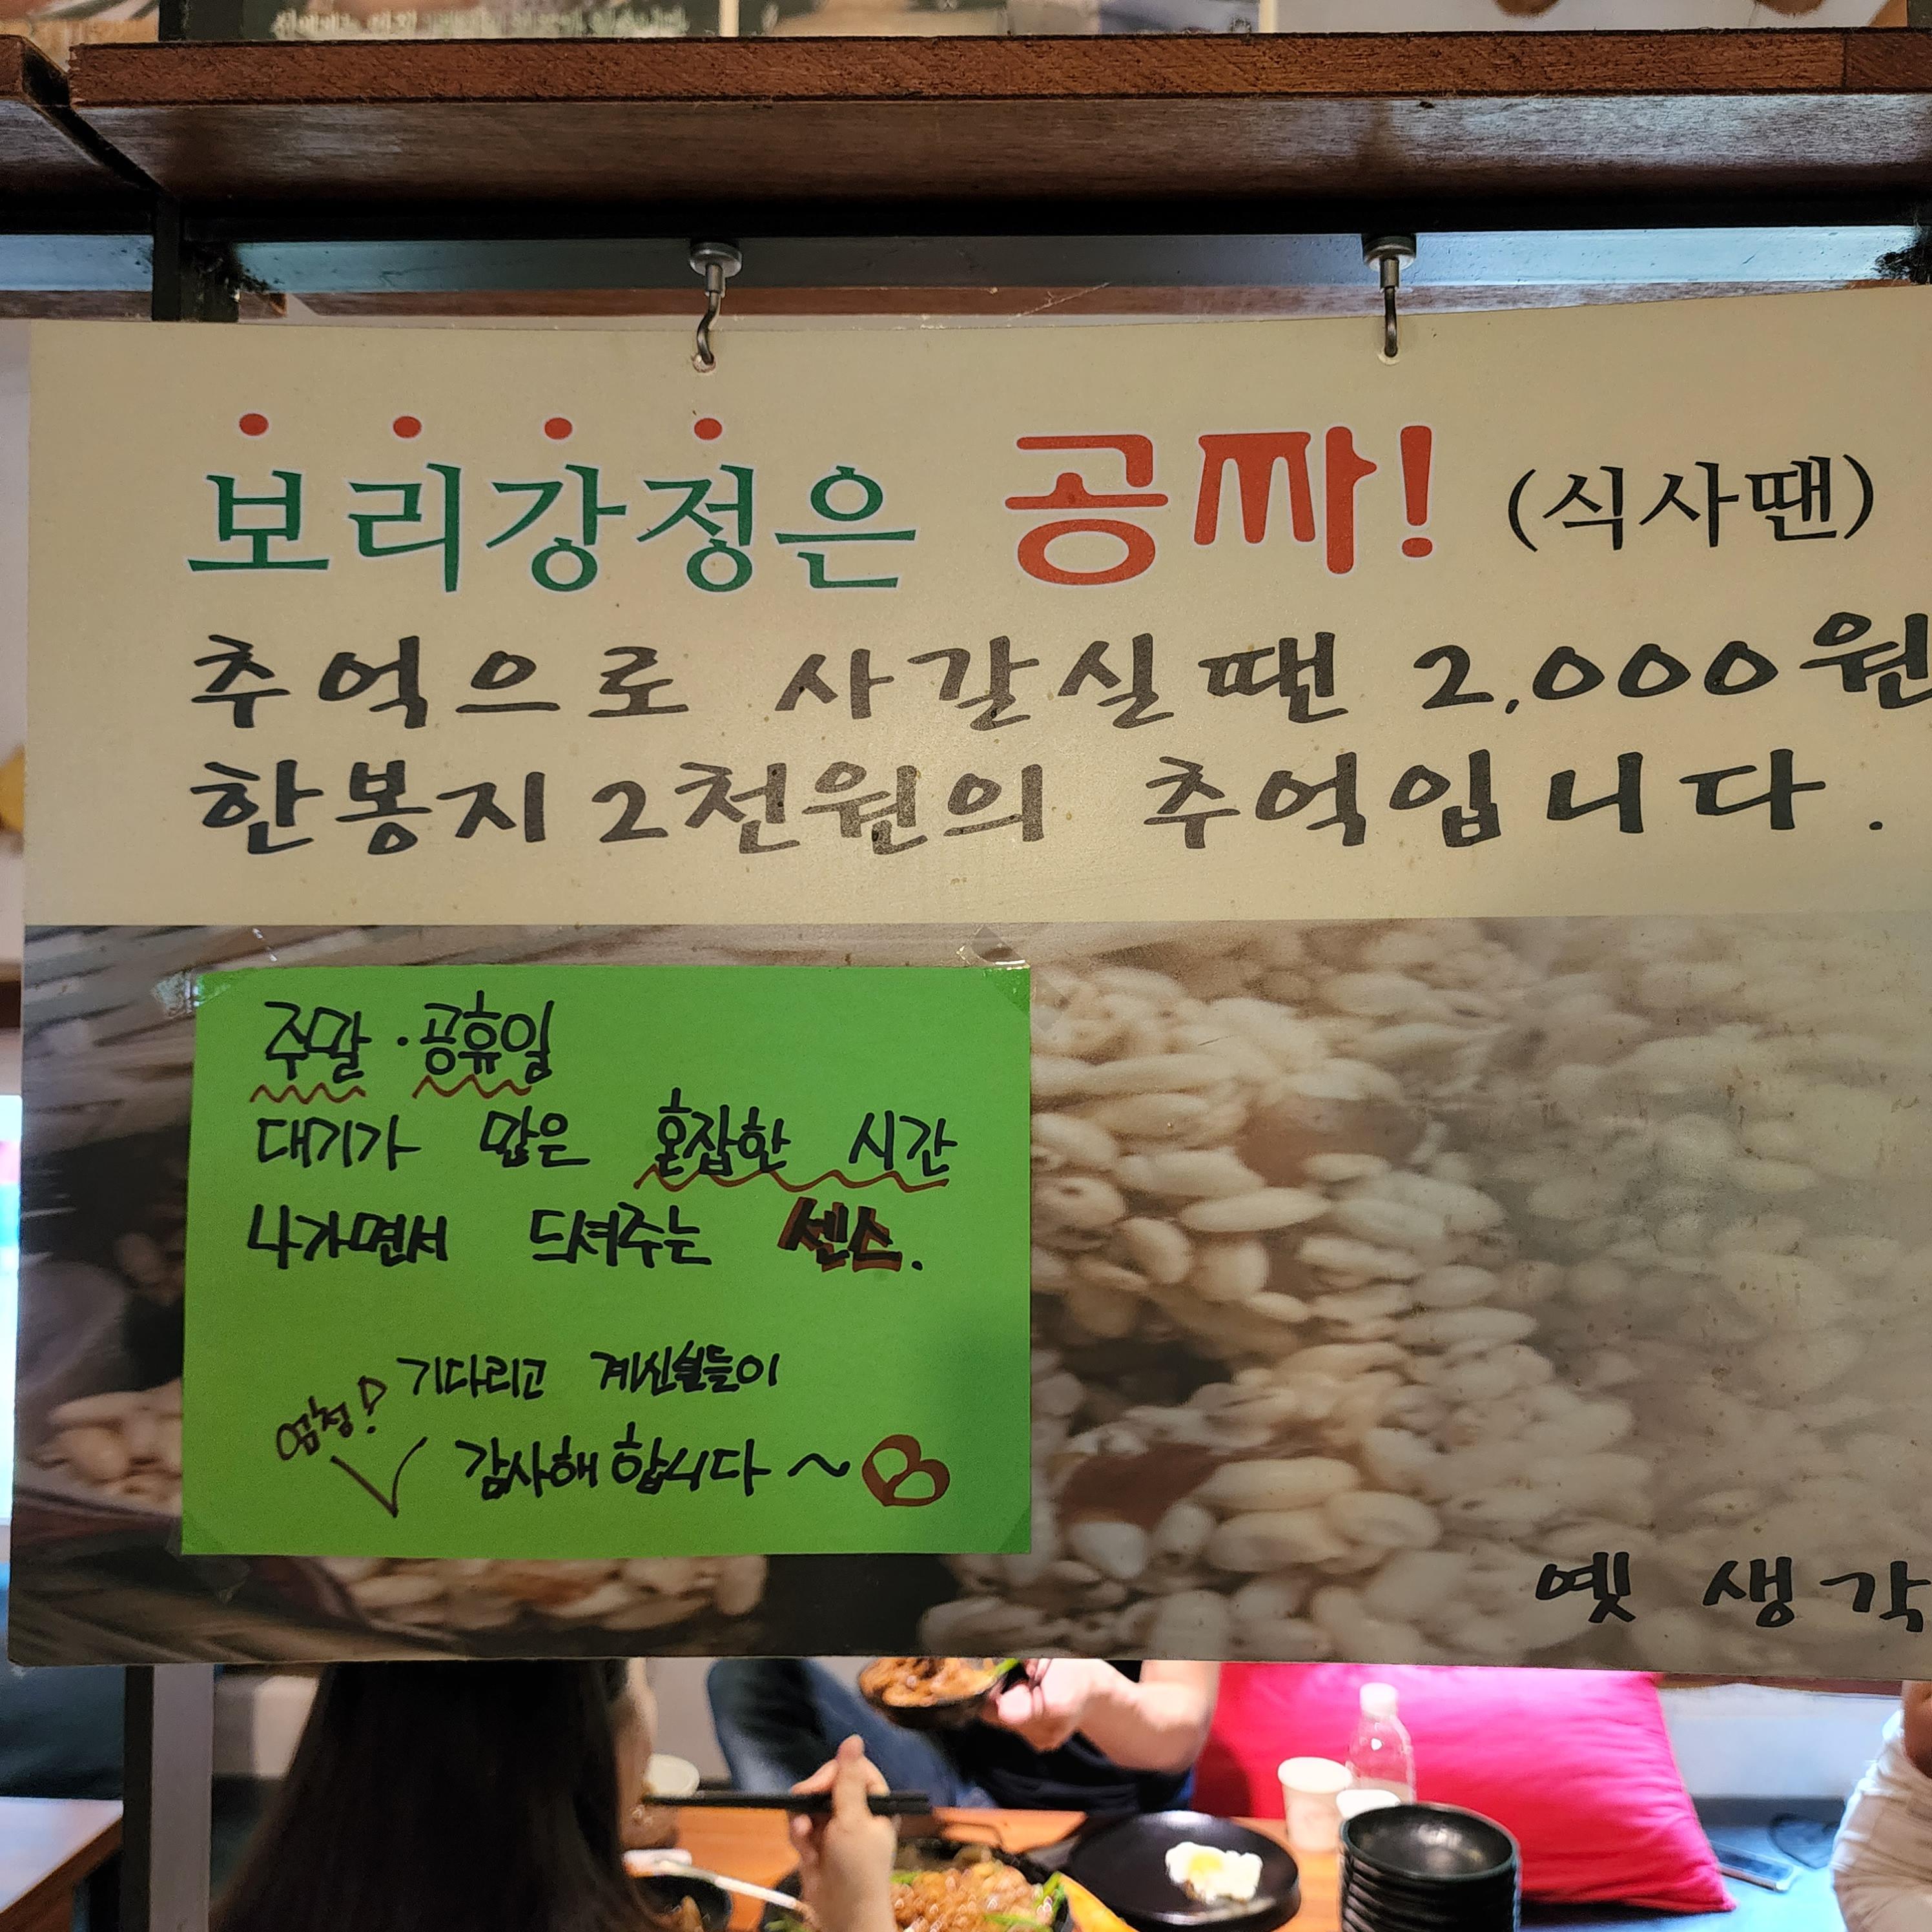 보리강정은 공짜! (식사땐)
추억으로 사갈실땐 2,000원
한봉지 2천원의 추억입니다.
주말·공휴일
대기가 많은 혼잡한 시간
나가면서 드셔주는 센스.
기다리고 계신분들이
엄청!
감사해 합니다~
옛 생각